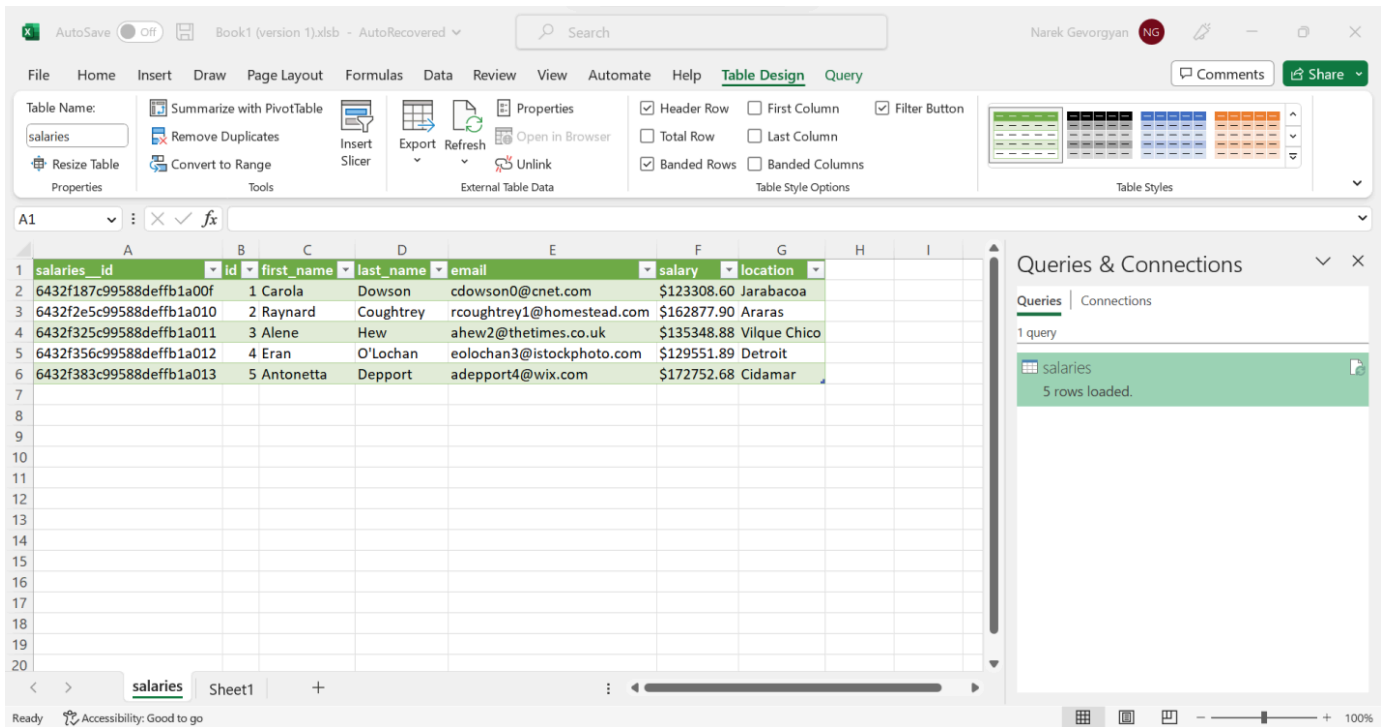 AutoSave Off Book1 (version 1).xlsb - AutoRecovered Search Narek Gevorgyan NG
File Home Insert Draw Page Layout Formulas Data Review View Automate Help Table Design Query Comments Share
Table Name:
salaries
Resize Table
Properties
Summarize with PivotTable
Remove Duplicates
Convert to Range
Tools
Insert
Slicer
Export
Refresh
Properties
Open in Browser
Unlink
External Table Data
Header Row First Column Filter Button
Total Row Last Column
Banded Rows Banded Columns
Table Style Options
Table Styles
A1 fx
A B C D E F G H I
1 salaries__id id first_name last_name email salary location
2 6432f187c99588deffb1a00f 1 Carola Dowson cdowson0@cnet.com $123308.60 Jarabacoa
3 6432f2e5c99588deffb1a010 2 Raynard Coughtrey rcoughtrey1@homestead.com $162877.90 Araras
4 6432f325c99588deffb1a011 3 Alene Hew ahew2@thetimes.co.uk $135348.88 Vilque Chico
5 6432f356c99588deffb1a012 4 Eran O'Lochan eolochan3@istockphoto.com $129551.89 Detroit
6 6432f383c99588deffb1a013 5 Antonetta Depport adepport4@wix.com $172752.68 Cidamar
7
8
9
10
11
12
13
14
15
16
17
18
19
20
Queries & Connections
Queries Connections
1 query
salaries
5 rows loaded.
salaries Sheet1
Ready Accessibility: Good to go 100%